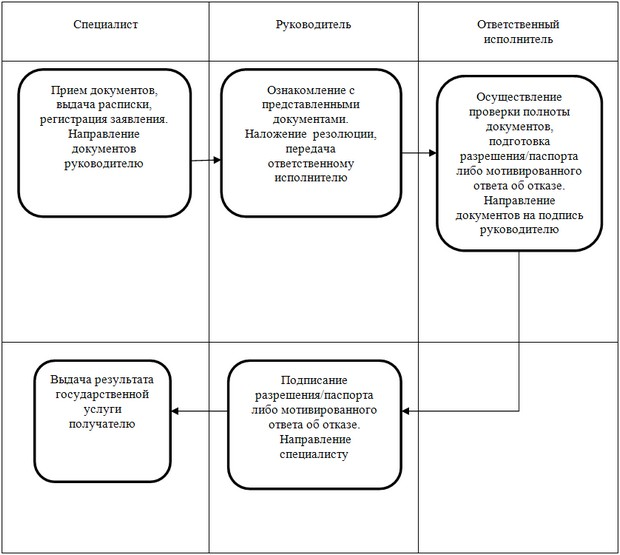 Специалист
Руководитель
Ответственный
исполнитель
Прием документов,
выдача расписки,
регистрация заявления.
Направление
документов
руководителю
Ознакомление с
представленными
документами.
Наложение резолюции,
передача
ответственному
исполнителю
Осуществление
проверки полноты
документов,
подготовка
разрешения/паспорта
либо мотивированного
ответа об отказе.
Направление
документов на подпись
руководителю
Выдача результата
государственной
услуги
получателю
Подписание
разрешения/паспорта
либо мотивированного
ответа об отказе.
Направление
специалисту